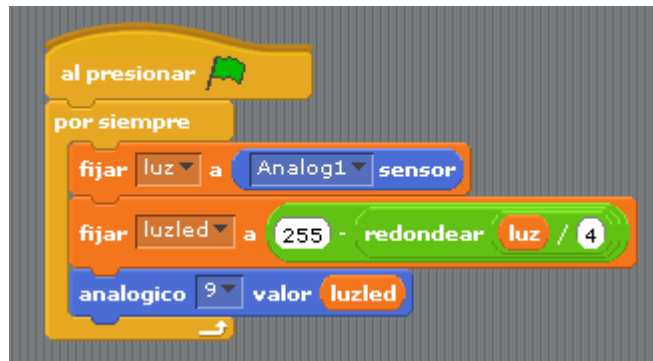 al presionar
por siempre
fijar luz a Analog1 sensor
fijar luzled a 255 - redondear luz / 4
analogico 9 valor luzled